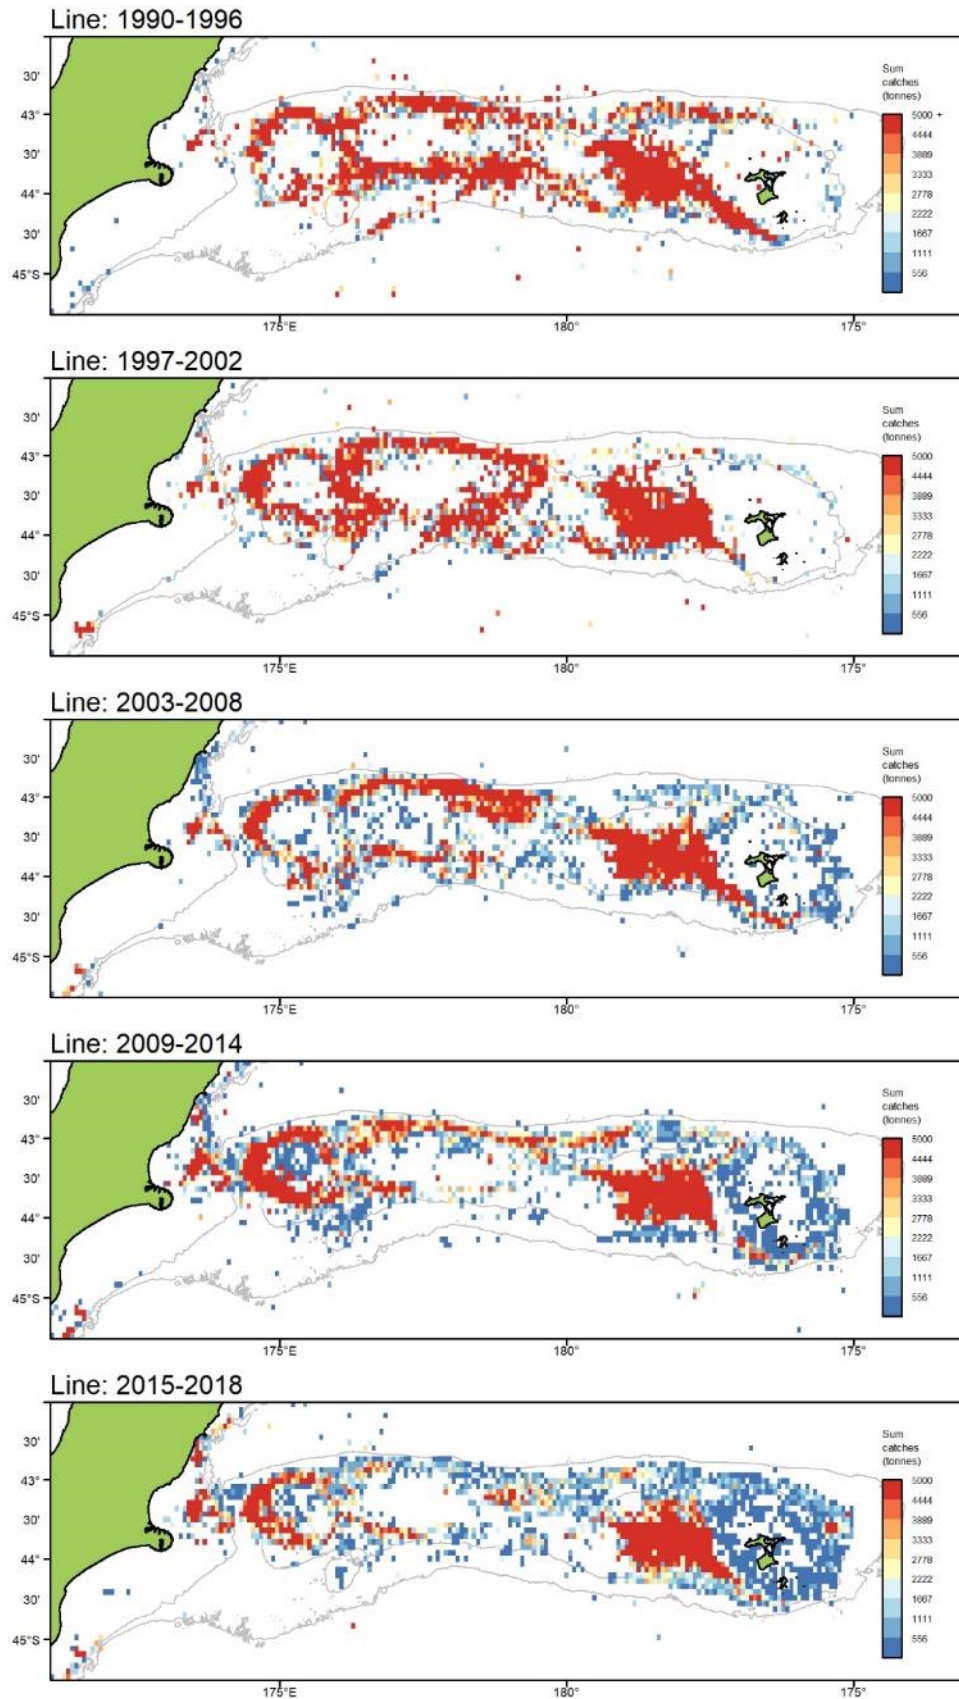 Line: 1990-1996
Sum
catches
(tonnes)
5000 +
4444
3889
3333
2778
2222
1667
1111
556
30'
43°
30'
44°
30'
45°S
175°E
180°
175°
Line: 1997-2002
Sum
catches
(tonnes)
5000
4444
3889
3333
2778
2222
1667
1111
556
30'
43°
30'
44°
30'
45°S
175°E
180°
175°
Line: 2003-2008
Sum
catches
(tonnes)
5000
4444
3889
3333
2778
2222
1667
1111
556
30'
43°
30'
44°
30'
45°S
175°E
180°
175°
Line: 2009-2014
Sum
catches
(tonnes)
5000
4444
3889
3333
2778
2222
1667
1111
556
30'
43°
30'
44°
30'
45°S
175°E
180°
175°
Line: 2015-2018
Sum
catches
(tonnes)
5000
4444
3889
3333
2778
2222
1667
1111
556
30'
43°
30'
44°
30'
45°S
175°E
180°
175°